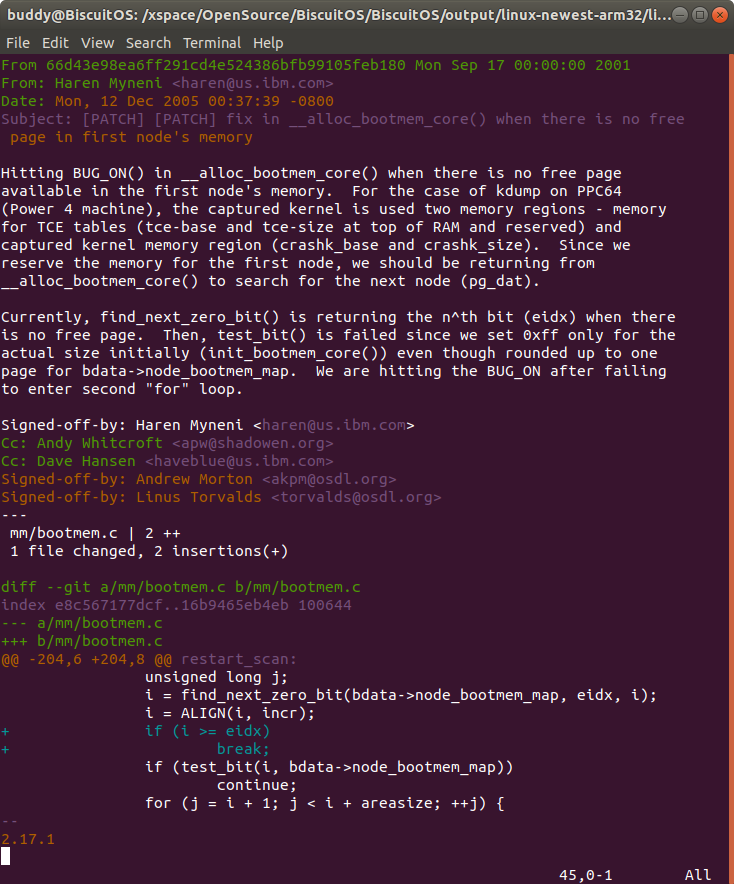 buddy@BiscuitOS: /xspace/OpenSource/BiscuitOS/BiscuitOS/output/linux-newest-arm32/li...
File Edit View Search Terminal Help
From 66d43e98ea6ff291cd4e524386bfb99105feb180 Mon Sep 17 00:00:00 2001
From: Haren Myneni <haren@us.ibm.com>
Date: Mon, 12 Dec 2005 00:37:39 -0800
Subject: [PATCH] [PATCH] fix in __alloc_bootmem_core() when there is no free
 page in first node's memory

Hitting BUG_ON() in __alloc_bootmem_core() when there is no free page
available in the first node's memory.  For the case of kdump on PPC64
(Power 4 machine), the captured kernel is used two memory regions - memory
for TCE tables (tce-base and tce-size at top of RAM and reserved) and
captured kernel memory region (crashk_base and crashk_size).  Since we
reserve the memory for the first node, we should be returning from
__alloc_bootmem_core() to search for the next node (pg_dat).

Currently, find_next_zero_bit() is returning the n^th bit (eidx) when there
is no free page.  Then, test_bit() is failed since we set 0xff only for the
actual size initially (init_bootmem_core()) even though rounded up to one
page for bdata->node_bootmem_map.  We are hitting the BUG_ON after failing
to enter second "for" loop.

Signed-off-by: Haren Myneni <haren@us.ibm.com>
Cc: Andy Whitcroft <apw@shadowen.org>
Cc: Dave Hansen <haveblue@us.ibm.com>
Signed-off-by: Andrew Morton <akpm@osdl.org>
Signed-off-by: Linus Torvalds <torvalds@osdl.org>
---
 mm/bootmem.c | 2 ++
 1 file changed, 2 insertions(+)

diff --git a/mm/bootmem.c b/mm/bootmem.c
index e8c567177dcf..16b9465eb4eb 100644
--- a/mm/bootmem.c
+++ b/mm/bootmem.c
@@ -204,6 +204,8 @@ restart_scan:
                unsigned long j;
                i = find_next_zero_bit(bdata->node_bootmem_map, eidx, i);
                i = ALIGN(i, incr);
+               if (i >= eidx)
+                       break;
                if (test_bit(i, bdata->node_bootmem_map))
                        continue;
                for (j = i + 1; j < i + areasize; ++j) {
--
2.17.1
45,0-1 All